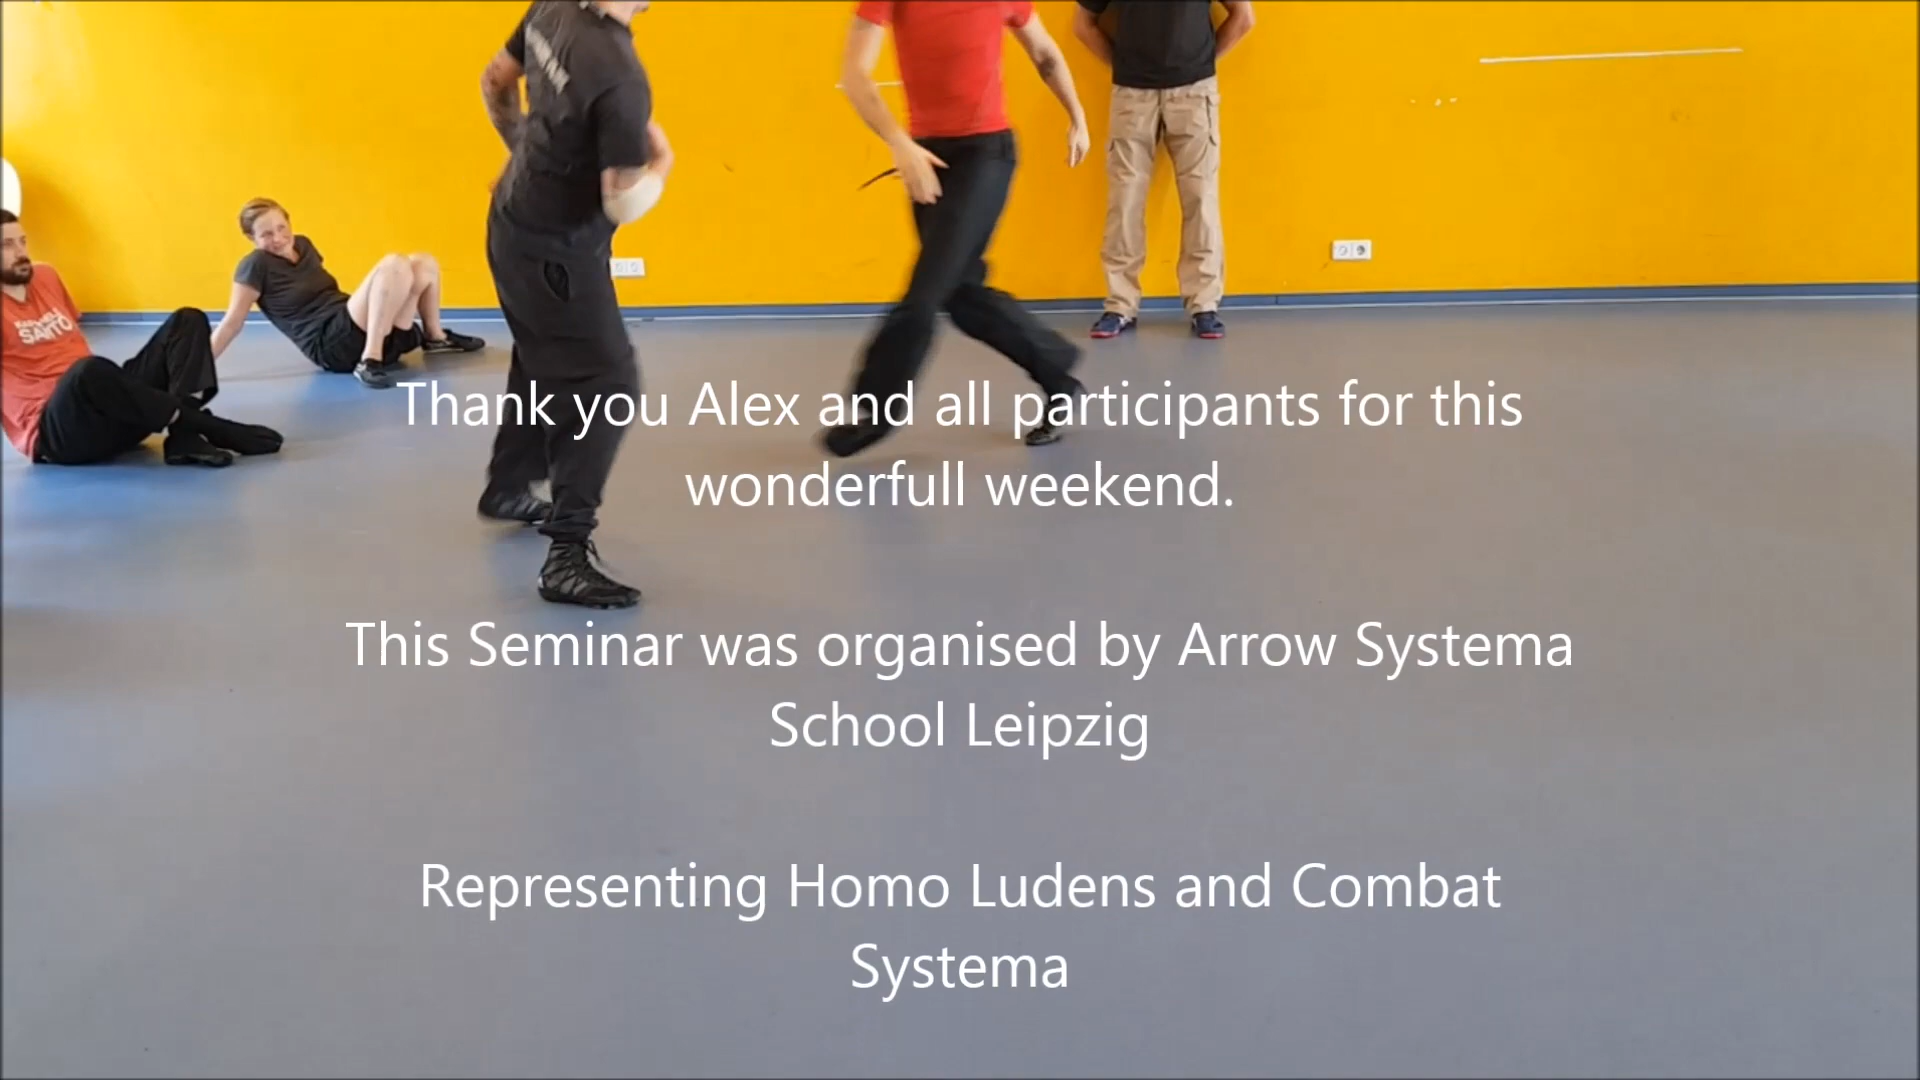 Thank you Alex and all participants for this
wonderfull weekend.
This Seminar was organised by Arrow Systema
School Leipzig
Representing Homo Ludens and Combat
Systema